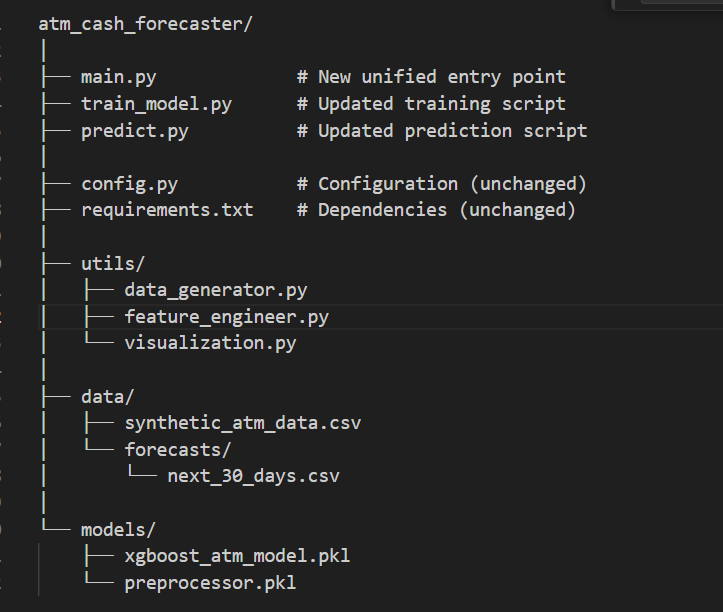 atm_cash_forecaster/
│
├── main.py             # New unified entry point
├── train_model.py      # Updated training script
├── predict.py          # Updated prediction script
│
├── config.py           # Configuration (unchanged)
├── requirements.txt    # Dependencies (unchanged)
│
├── utils/
│   ├── data_generator.py
│   ├── feature_engineer.py
│   └── visualization.py
│
├── data/
│   ├── synthetic_atm_data.csv
│   └── forecasts/
│       └── next_30_days.csv
│
└── models/
    ├── xgboost_atm_model.pkl
    └── preprocessor.pkl